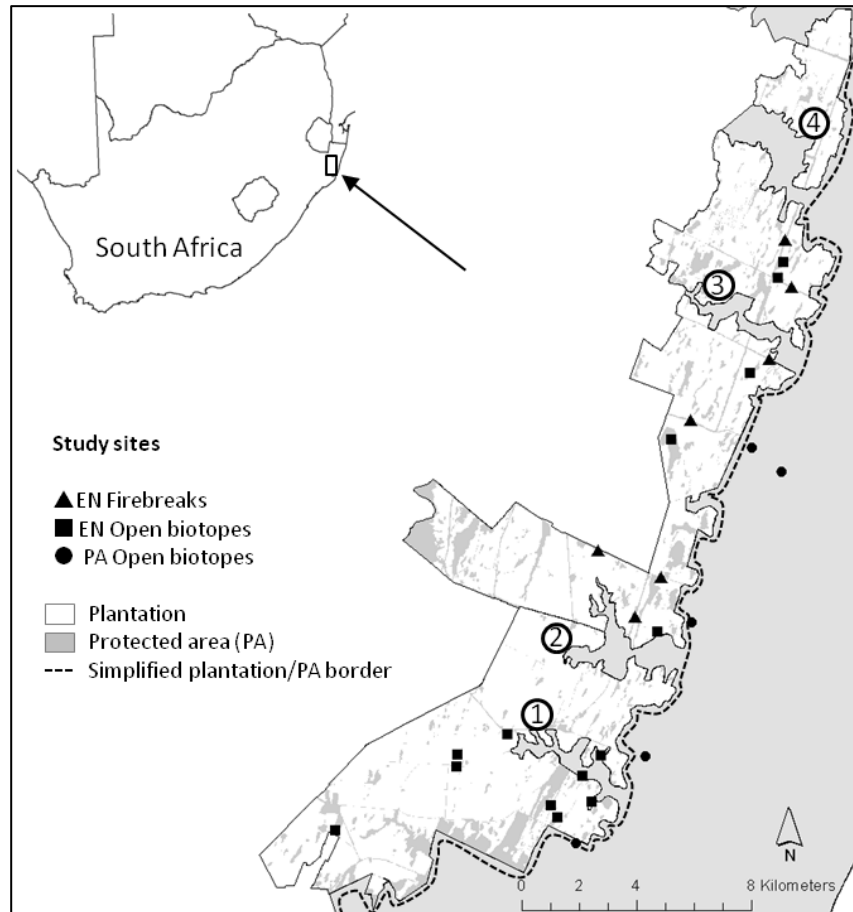 South Africa
4
3
Study sites
EN Firebreaks
EN Open biotopes
PA Open biotopes
Plantation
Protected area (PA)
Simplified plantation/PA border
2
1
N
0 2 4 8 Kilometers